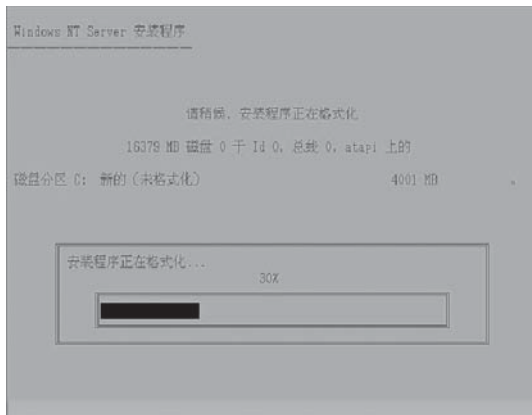 Windows NT Server 安装程序
请稍候，安装程序正在格式化
16379 MB 磁盘 0 于 Id 0，总线 0，atapi 上的
磁盘分区 C: 新的（未格式化） 4001 MB 。
安装程序正在格式化...
30%